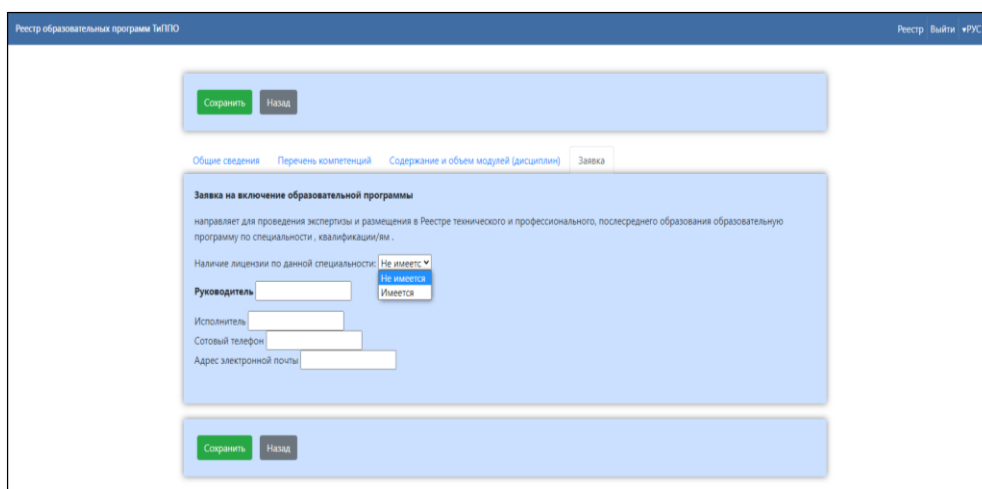 Реестр образовательных программ ТиППО
Реестр Выйти ▾РУС
Сохранить Назад
Общие сведения Перечень компетенций Содержание и объем модулей (дисциплин) Заявка
Заявка на включение образовательной программы
направляет для проведения экспертизы и размещения в Реестре технического и профессионального, послесреднего образования образовательную
программу по специальности , квалификации/ям .
Наличие лицензии по данной специальности: Не имеетс
Не имеется
Имеется
Руководитель
Исполнитель
Сотовый телефон
Адрес электронной почты
Сохранить Назад